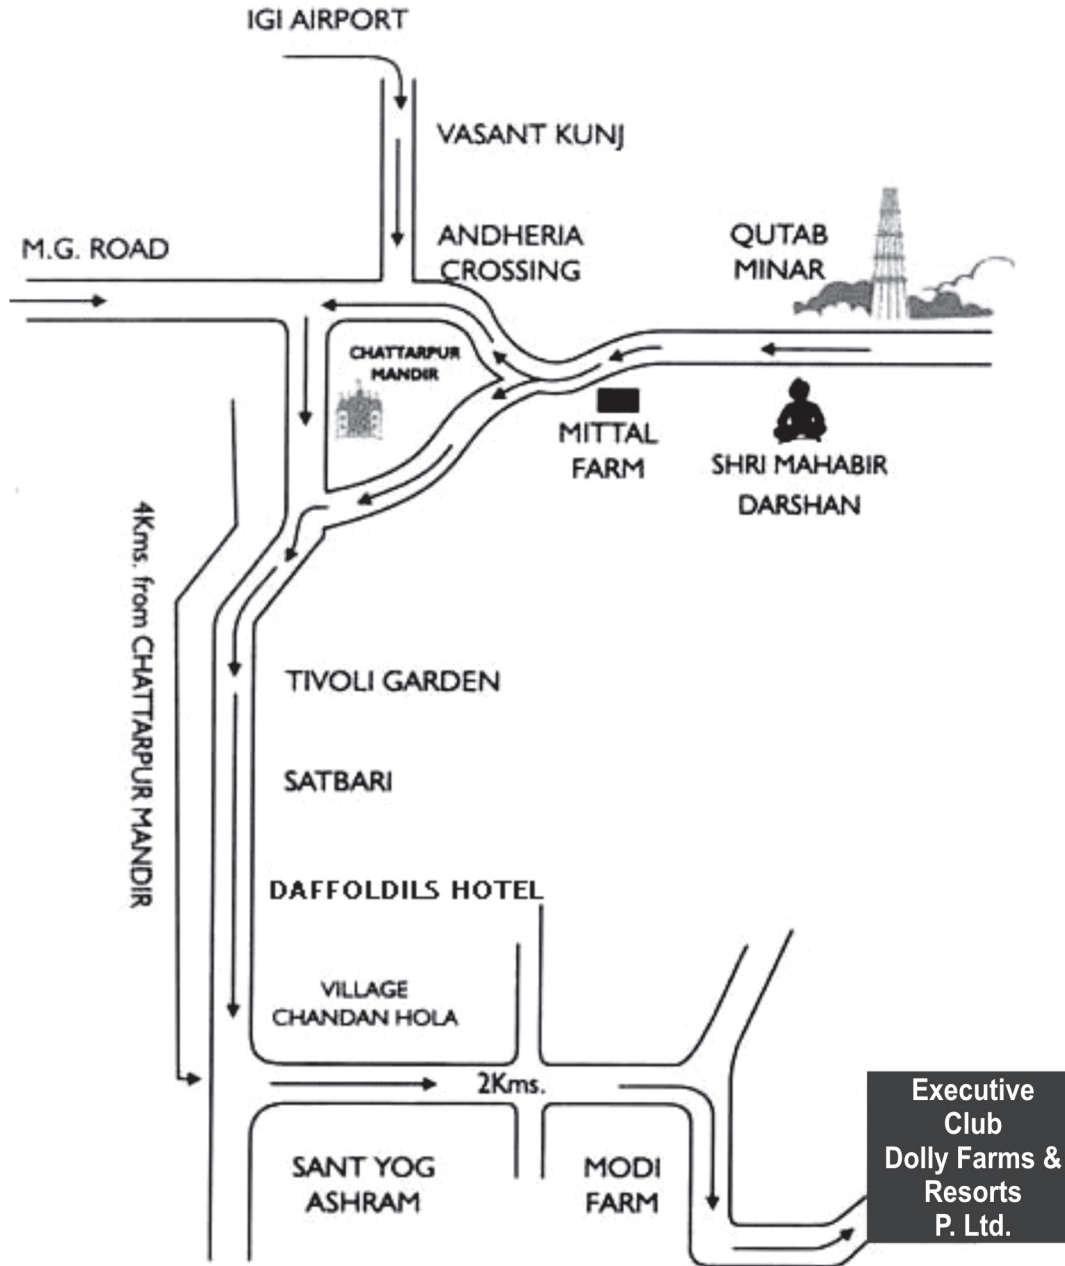 IGI AIRPORT
VASANT KUNJ
M.G. ROAD
ANDHERIA
CROSSING
QUTAB
MINAR
CHATTARPUR
MANDIR
MITTAL
FARM
SHRI MAHABIR
DARSHAN
4Kms. from CHATTARPUR MANDIR
TIVOLI GARDEN
SATBARI
DAFFOLDILS HOTEL
VILLAGE
CHANDAN HOLA
2Kms.
SANT YOG
ASHRAM
MODI
FARM
Executive
Club
Dolly Farms &
Resorts
P. Ltd.